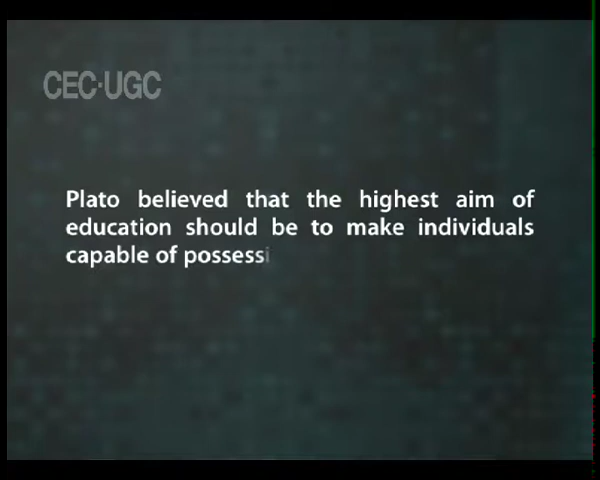 CEC-UGC
Plato believed that the highest aim of
education should be to make individuals
capable of possessi